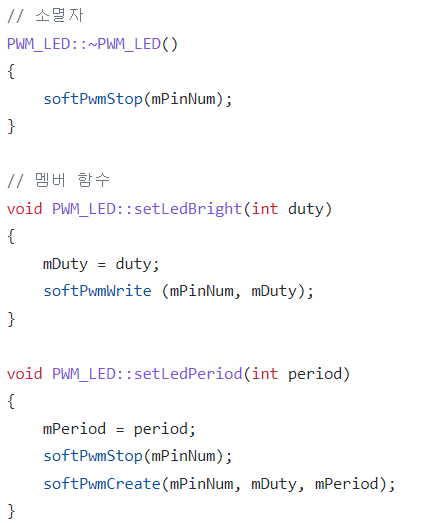 // 소멸자
PWM_LED::~PWM_LED()
{
    softPwmStop(mPinNum);
}

// 멤버 함수
void PWM_LED::setLedBright(int duty)
{
    mDuty = duty;
    softPwmWrite (mPinNum, mDuty);
}

void PWM_LED::setLedPeriod(int period)
{
    mPeriod = period;
    softPwmStop(mPinNum);
    softPwmCreate(mPinNum, mDuty, mPeriod);
}